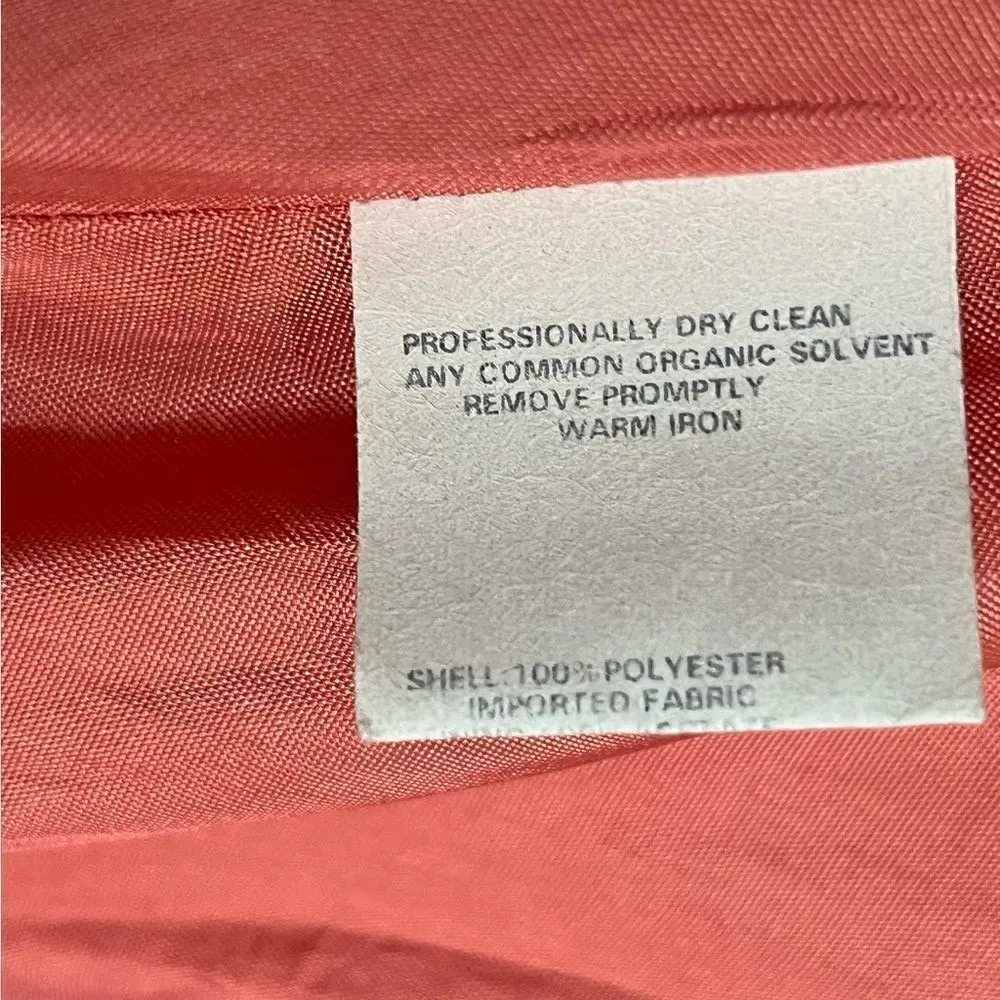 PROFESSIONALLY DRY CLEAN
ANY COMMON ORGANIC SOLVENT
REMOVE PROMPTLY
WARM IRON
SHELL:100%POLYESTER
IMPORTED FABRIC